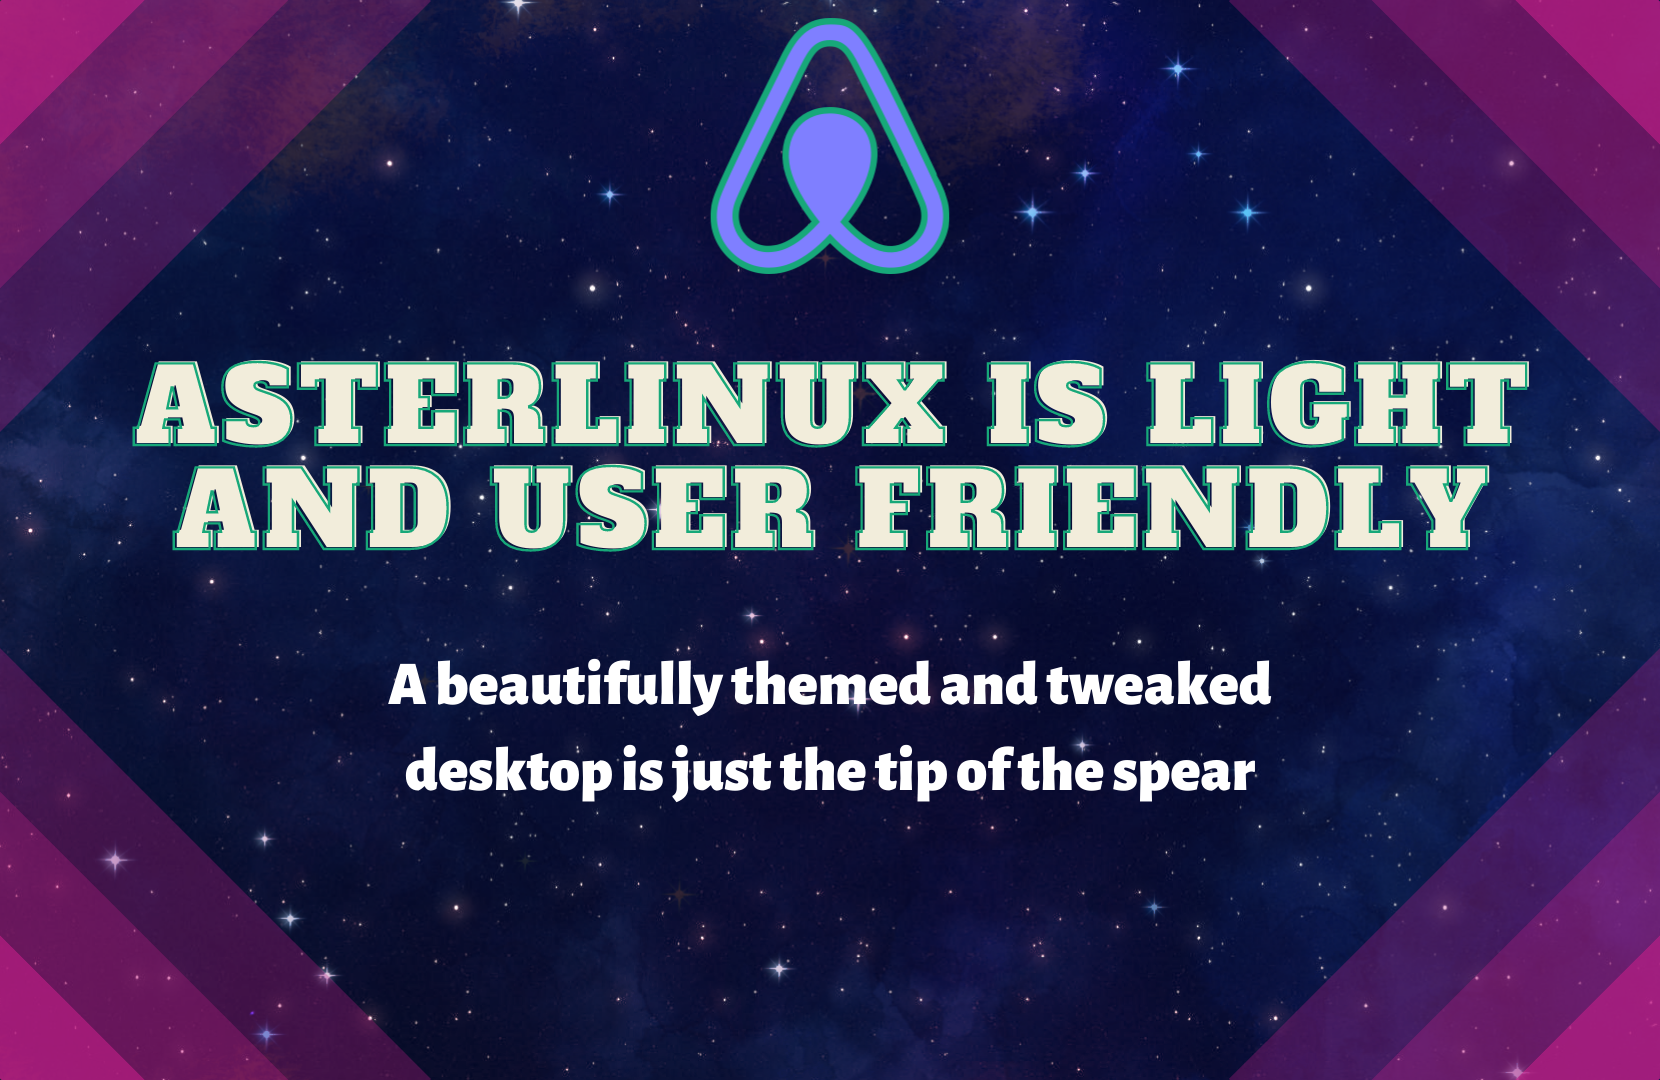 ASTERLINUX IS LIGHT
AND USER FRIENDLY
A beautifully themed and tweaked
desktop is just the tip of the spear